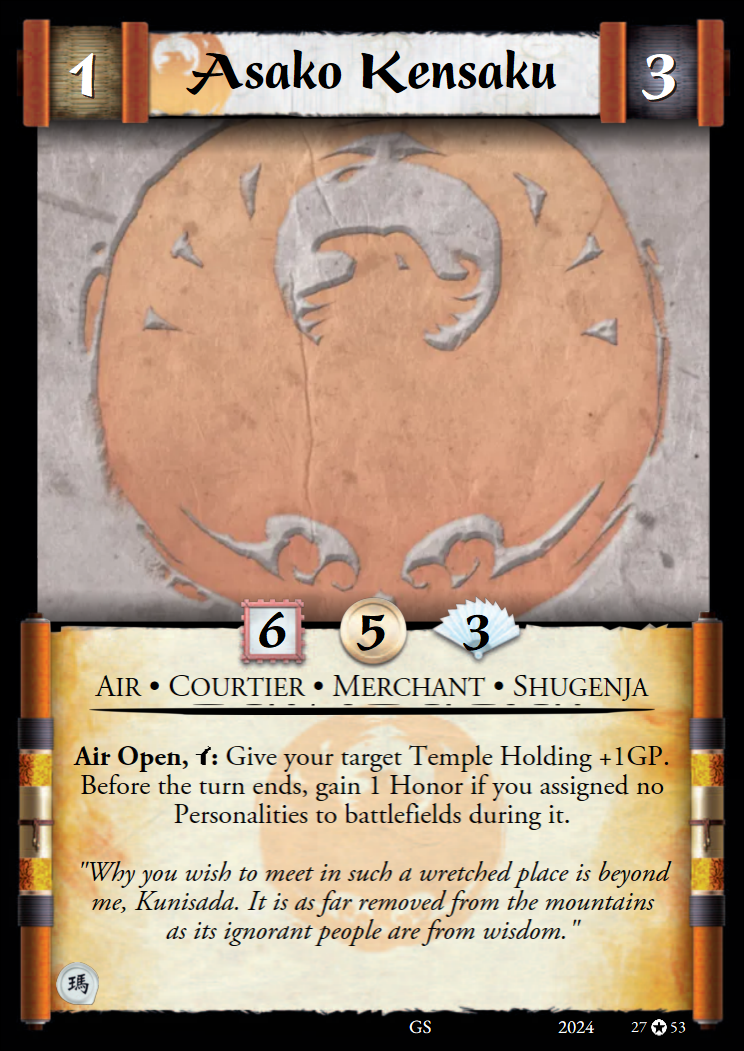 1
Asako Kensaku
3
6
5
3
Air • Courtier • Merchant • Shugenja
Air Open, : Give your target Temple Holding +1GP.
Before the turn ends, gain 1 Honor if you assigned no
Personalities to battlefields during it.
"Why you wish to meet in such a wretched place is beyond
me, Kunisada. It is as far removed from the mountains
as its ignorant people are from wisdom."
瑪
GS
2024
27 ✪ 53